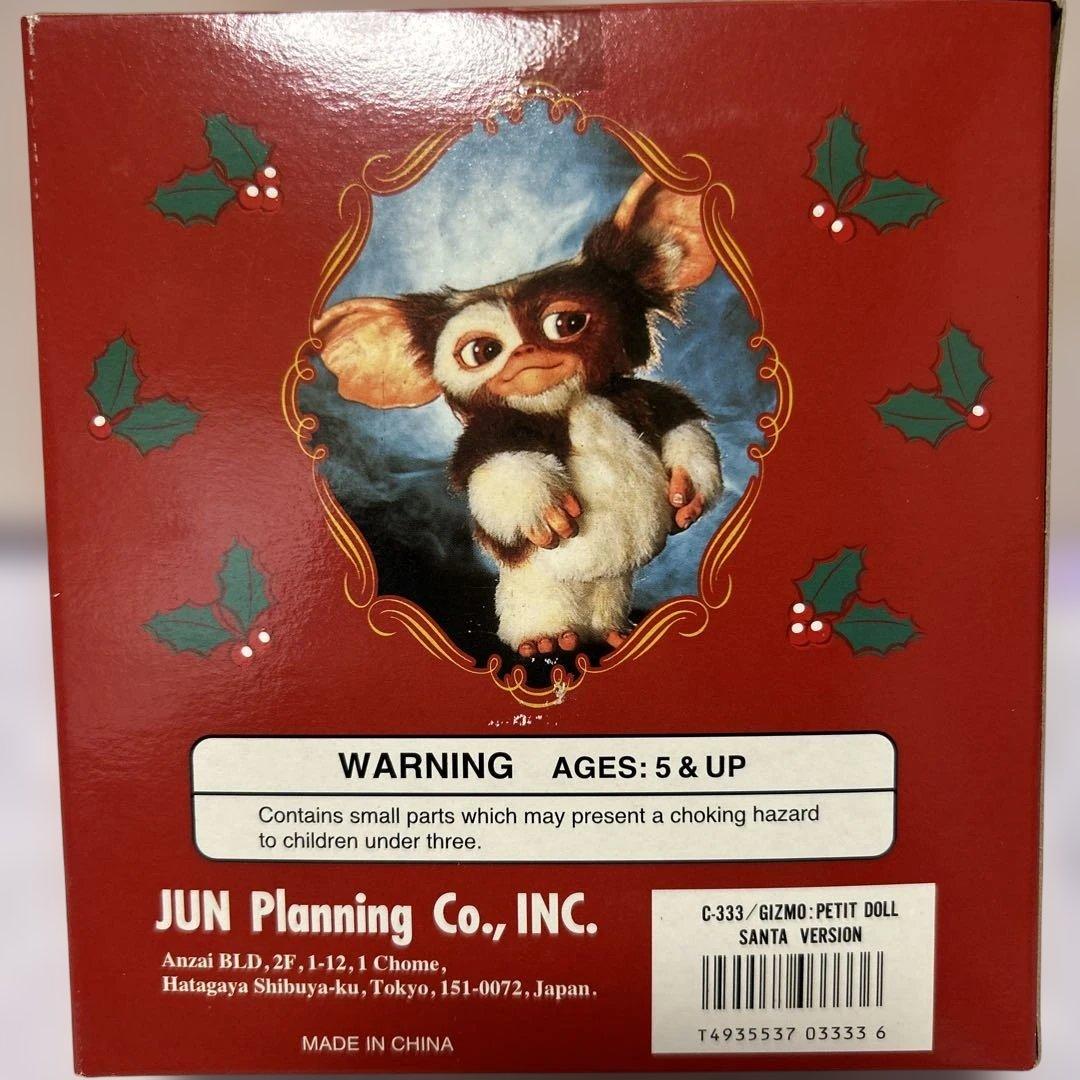 WARNING AGES: 5 & UP
Contains small parts which may present a choking hazard
to children under three.
JUN Planning Co., INC.
Anzai BLD, 2F, 1-12, 1 Chome,
Hatagaya Shibuya-ku, Tokyo, 151-0072, Japan.
MADE IN CHINA
C-333/GIZMO:PETIT DOLL
SANTA VERSION
T4935537 03333 6